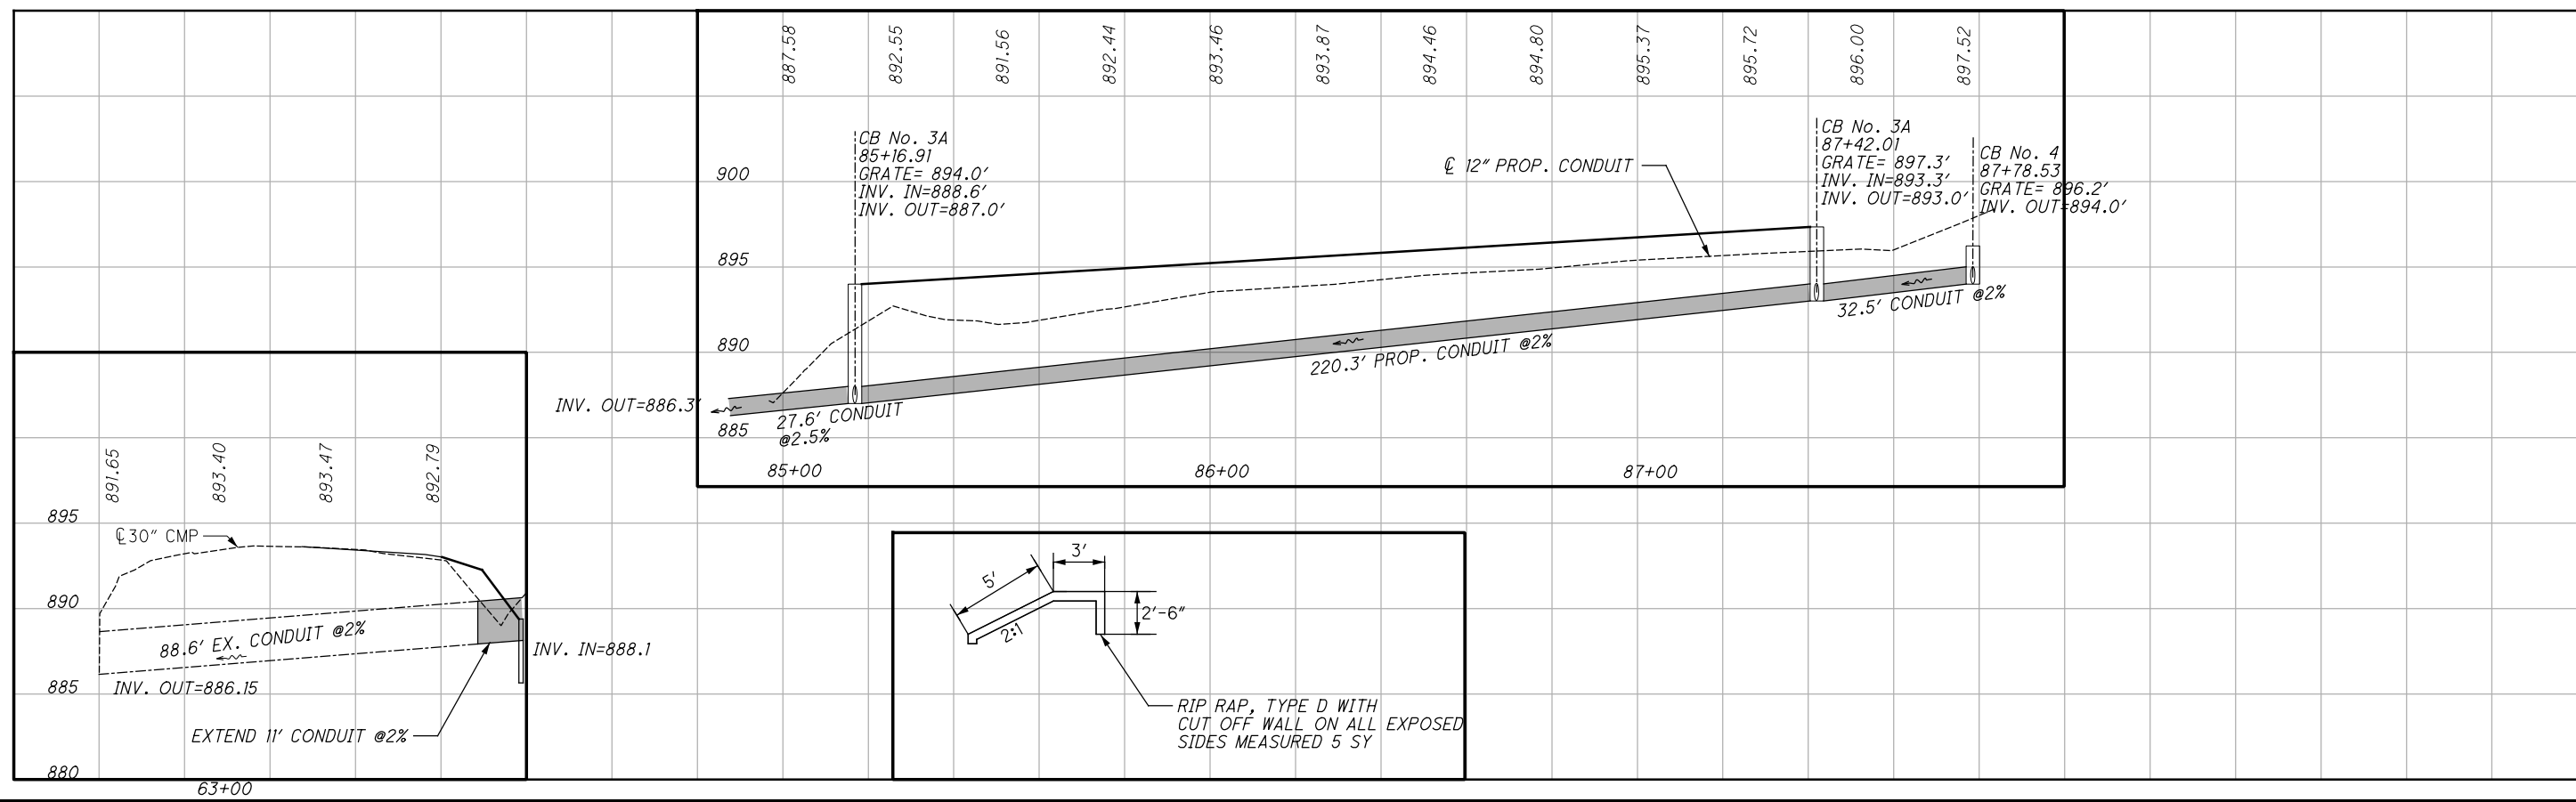 887.58
892.55
891.56
892.44
893.46
893.87
894.46
894.80
895.37
895.72
896.00
897.52
CB No. 3A
85+16.91
GRATE= 894.0'
INV. IN=888.6'
INV. OUT=887.0'
℄ 12" PROP. CONDUIT
CB No. 3A
87+42.01
GRATE= 897.3'
INV. IN=893.3'
INV. OUT=893.0'
CB No. 4
87+78.53
GRATE= 896.2'
INV. OUT=894.0'
900
895
890
885
32.5' CONDUIT @2%
220.3' PROP. CONDUIT @2%
INV. OUT=886.3'
27.6' CONDUIT
@2.5%
85+00
86+00
87+00
891.65
893.40
893.47
892.79
895
℄30" CMP
890
88.6' EX. CONDUIT @2%
INV. IN=888.1
885
INV. OUT=886.15
EXTEND 11' CONDUIT @2%
880
63+00
3'
5'
2'-6"
2:1
RIP RAP, TYPE D WITH
CUT OFF WALL ON ALL EXPOSED
SIDES MEASURED 5 SY